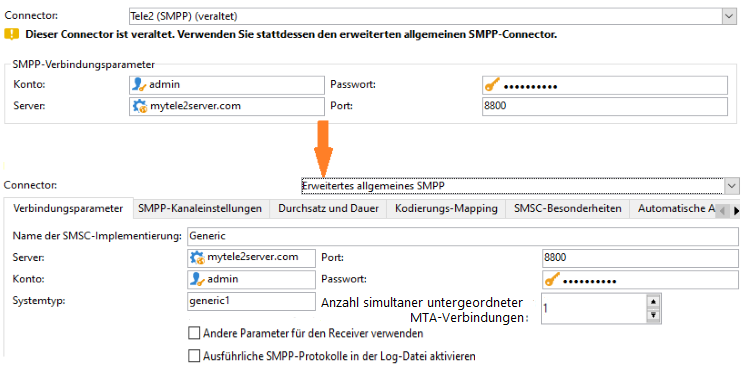 Connector: Tele2 (SMPP) (veraltet)
Dieser Connector ist veraltet. Verwenden Sie stattdessen den erweiterten allgemeinen SMPP-Connector.
SMPP-Verbindungsparameter
Konto: admin Passwort: ••••••••••
Server: mytele2server.com Port: 8800
Connector: Erweitertes allgemeines SMPP
Verbindungsparameter SMPP-Kanaleinstellungen Durchsatz und Dauer Kodierungs-Mapping SMSC-Besonderheiten Automatische A
Name der SMSC-Implementierung: Generic
Server: mytele2server.com Port: 8800
Konto: admin Passwort: ••••••••••
Systemtyp: generic1 Anzahl simultaner untergeordneter MTA-Verbindungen: 1
Andere Parameter für den Receiver verwenden
Ausführliche SMPP-Protokolle in der Log-Datei aktivieren